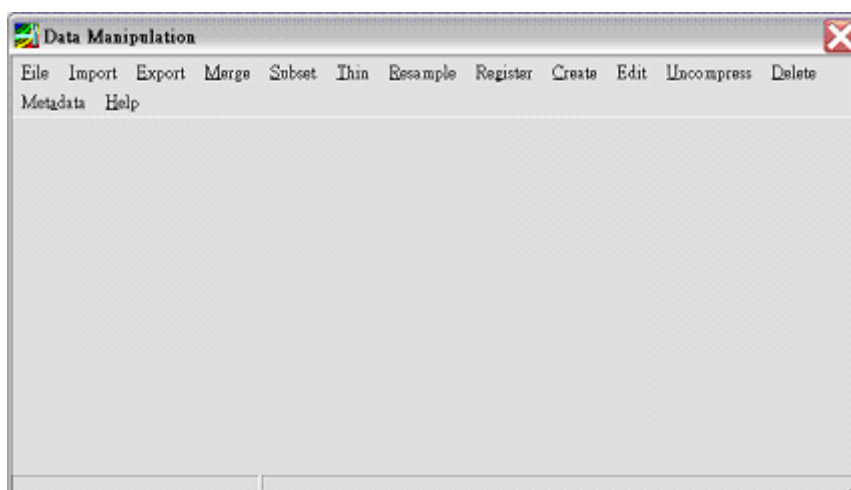 Data Manipulation
File Import Export Merge Subset Thin Resample Register Create Edit Uncompress Delete
Metadata Help